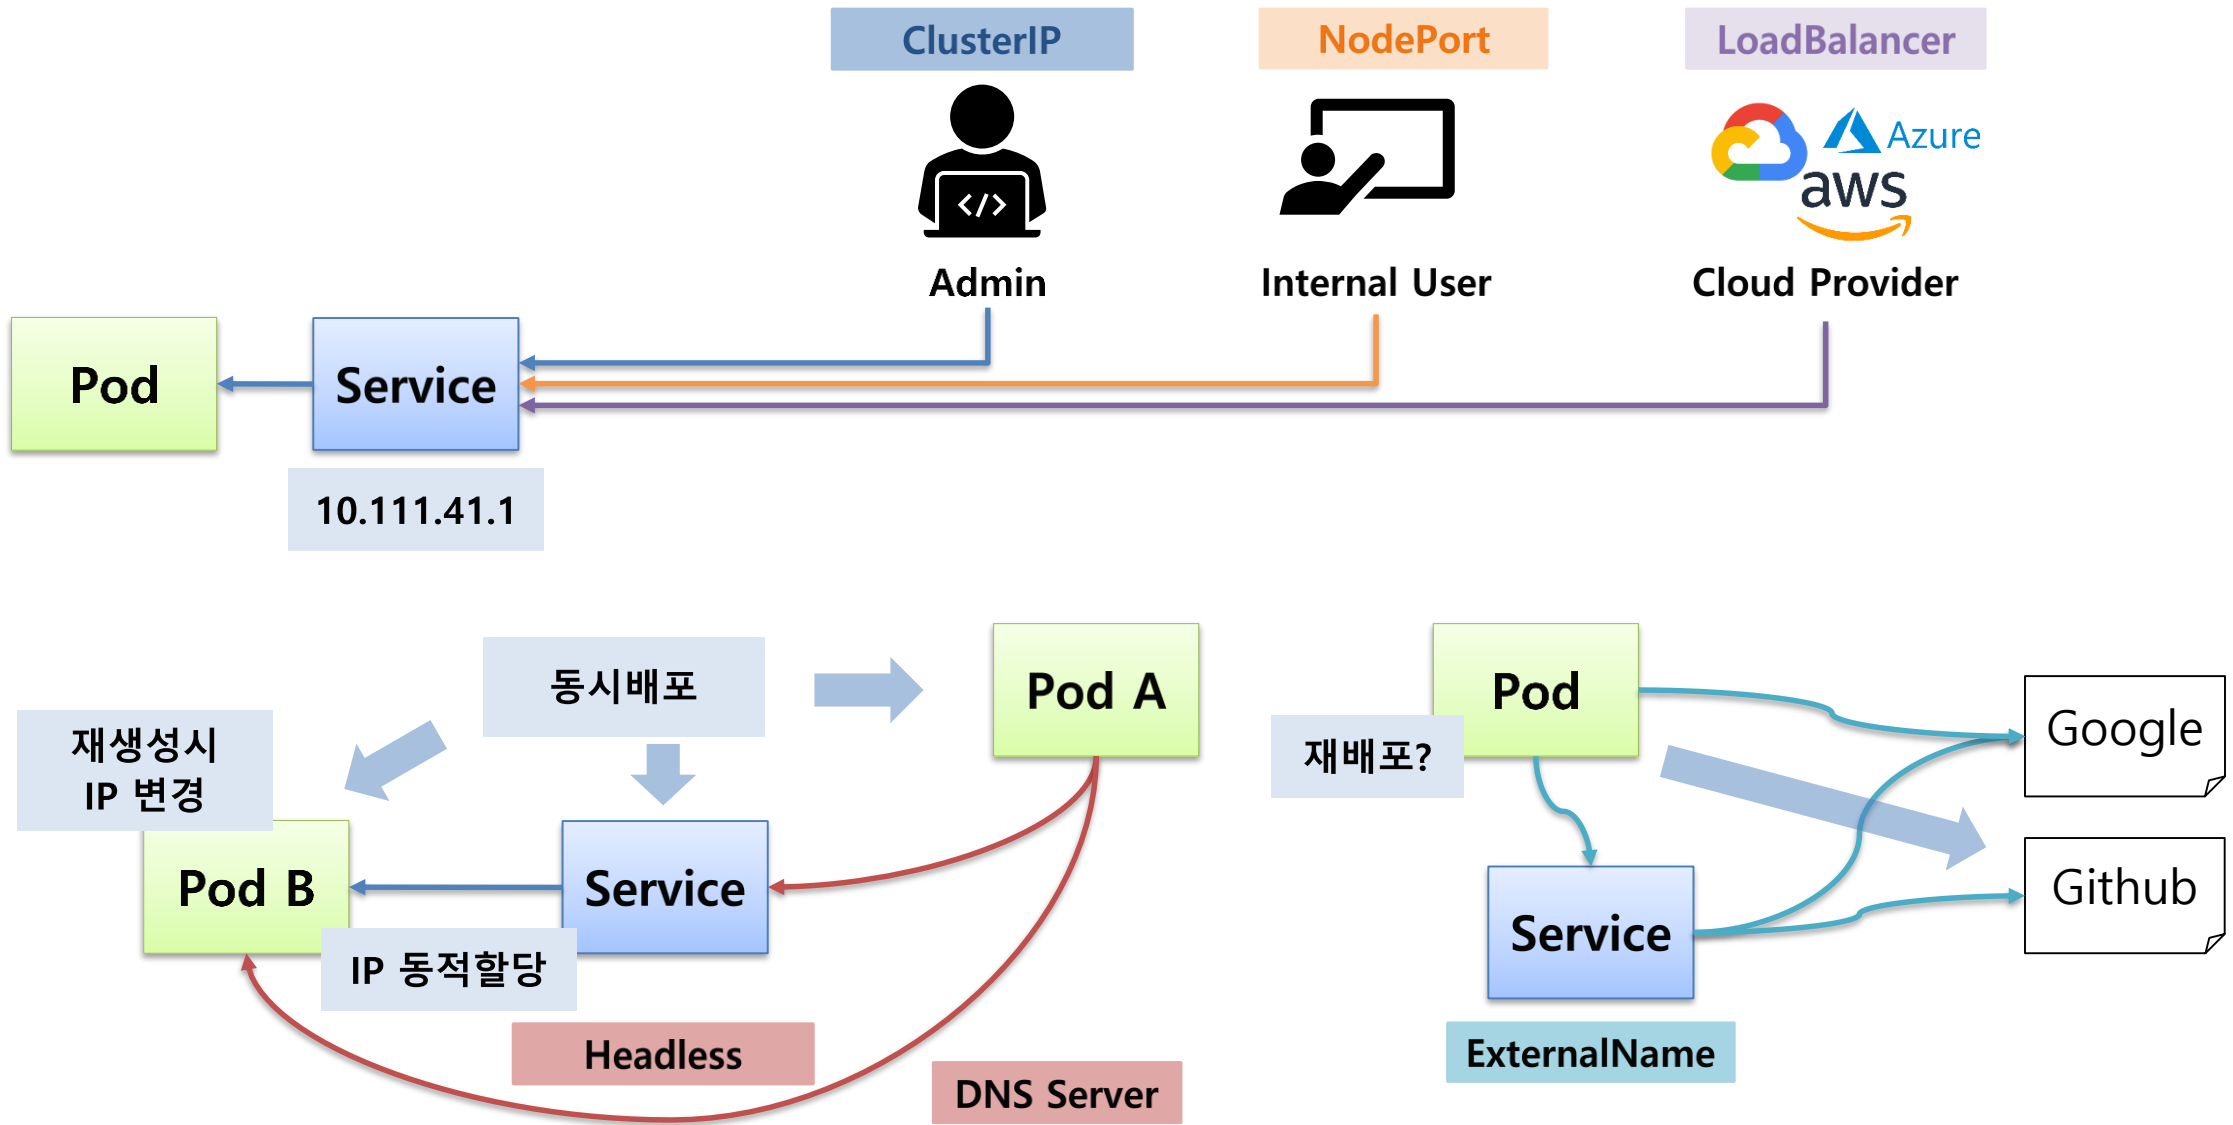 ClusterIP
NodePort
LoadBalancer
</>
Azure
aws
Admin
Internal User
Cloud Provider
Pod
Service
10.111.41.1
동시배포
Pod A
재생성시
IP 변경
Pod B
Service
IP 동적할당
Headless
DNS Server
Pod
재배포?
Google
Github
Service
ExternalName